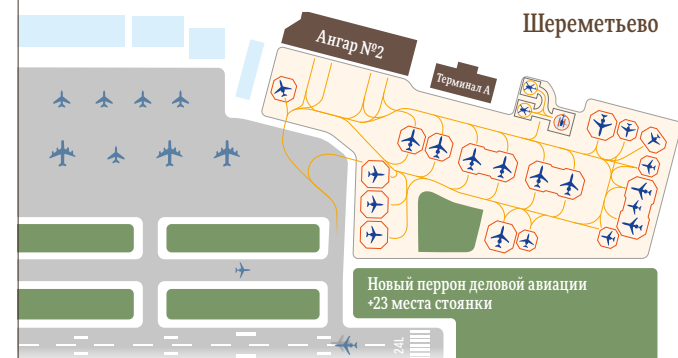 Шереметьево
Ангар №2
Терминал А
Новый перрон деловой авиации
+23 места стоянки
24L